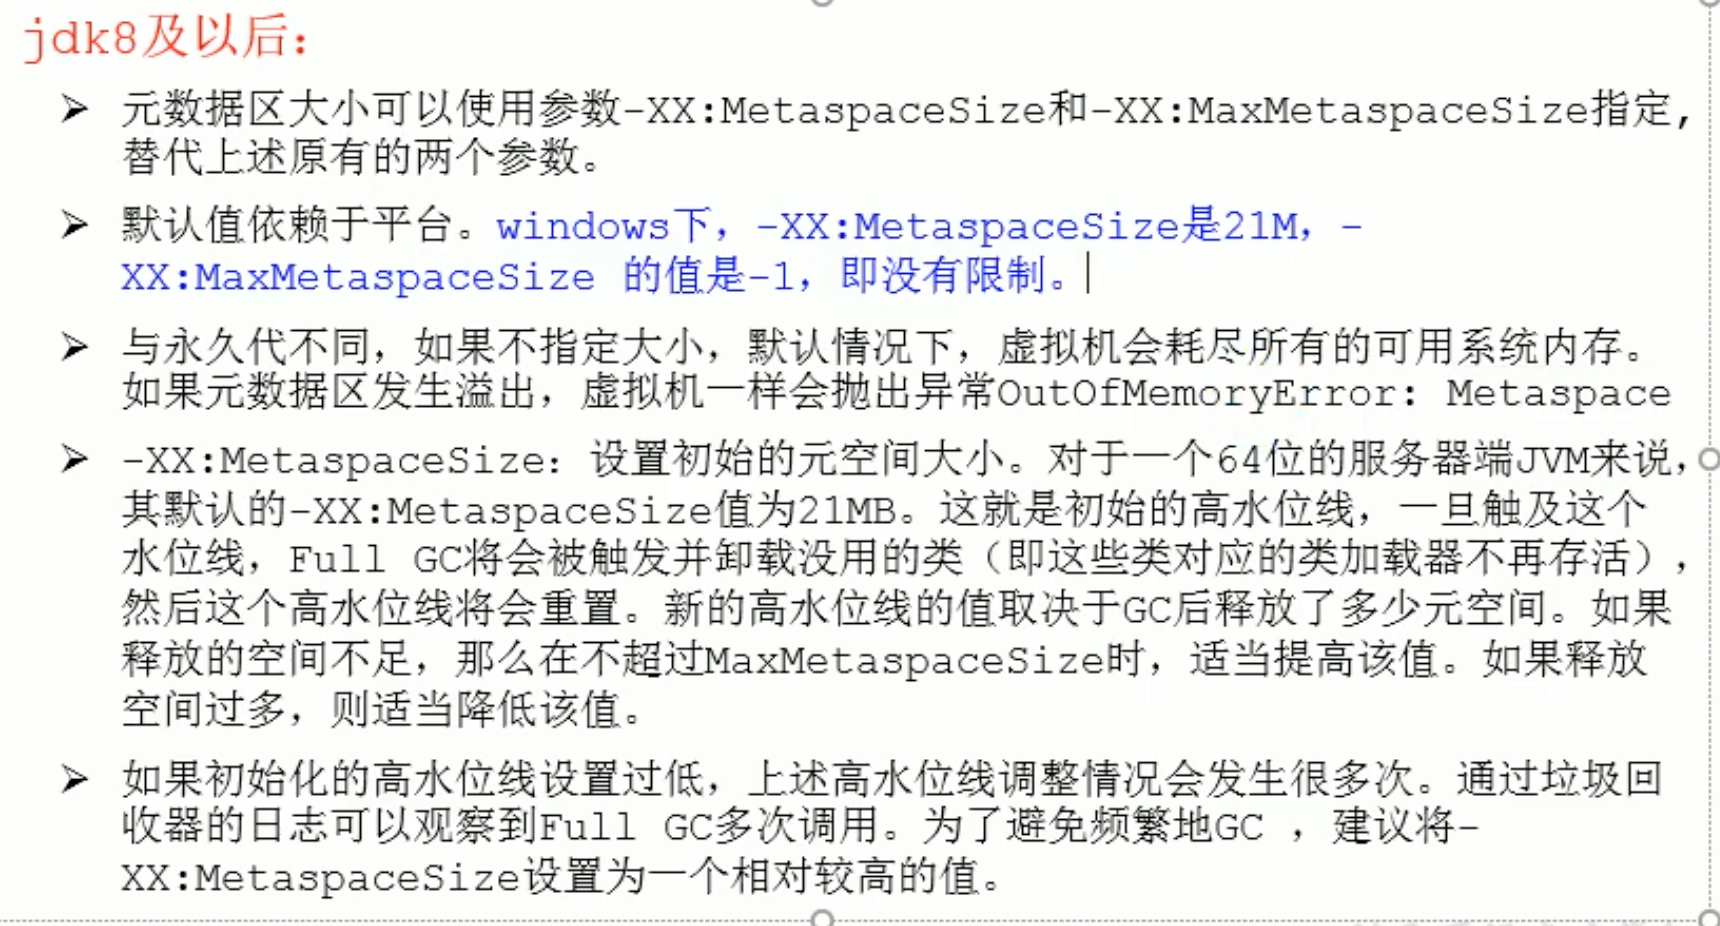 jdk8及以后：
➢ 元数据区大小可以使用参数-XX:MetaspaceSize和-XX:MaxMetaspaceSize指定,
替代上述原有的两个参数。
➢ 默认值依赖于平台。windows下，-XX:MetaspaceSize是21M，-
XX:MaxMetaspaceSize 的值是-1，即没有限制。
➢ 与永久代不同，如果不指定大小，默认情况下，虚拟机会耗尽所有的可用系统内存。
如果元数据区发生溢出，虚拟机一样会抛出异常OutOfMemoryError: Metaspace
➢ -XX:MetaspaceSize：设置初始的元空间大小。对于一个64位的服务器端JVM来说，
其默认的-XX:MetaspaceSize值为21MB。这就是初始的高水位线，一旦触及这个
水位线，Full GC将会被触发并卸载没用的类（即这些类对应的类加载器不再存活），
然后这个高水位线将会重置。新的高水位线的值取决于GC后释放了多少元空间。如果
释放的空间不足，那么在不超过MaxMetaspaceSize时，适当提高该值。如果释放
空间过多，则适当降低该值。
➢ 如果初始化的高水位线设置过低，上述高水位线调整情况会发生很多次。通过垃圾回
收器的日志可以观察到Full GC多次调用。为了避免频繁地GC ，建议将-
XX:MetaspaceSize设置为一个相对较高的值。